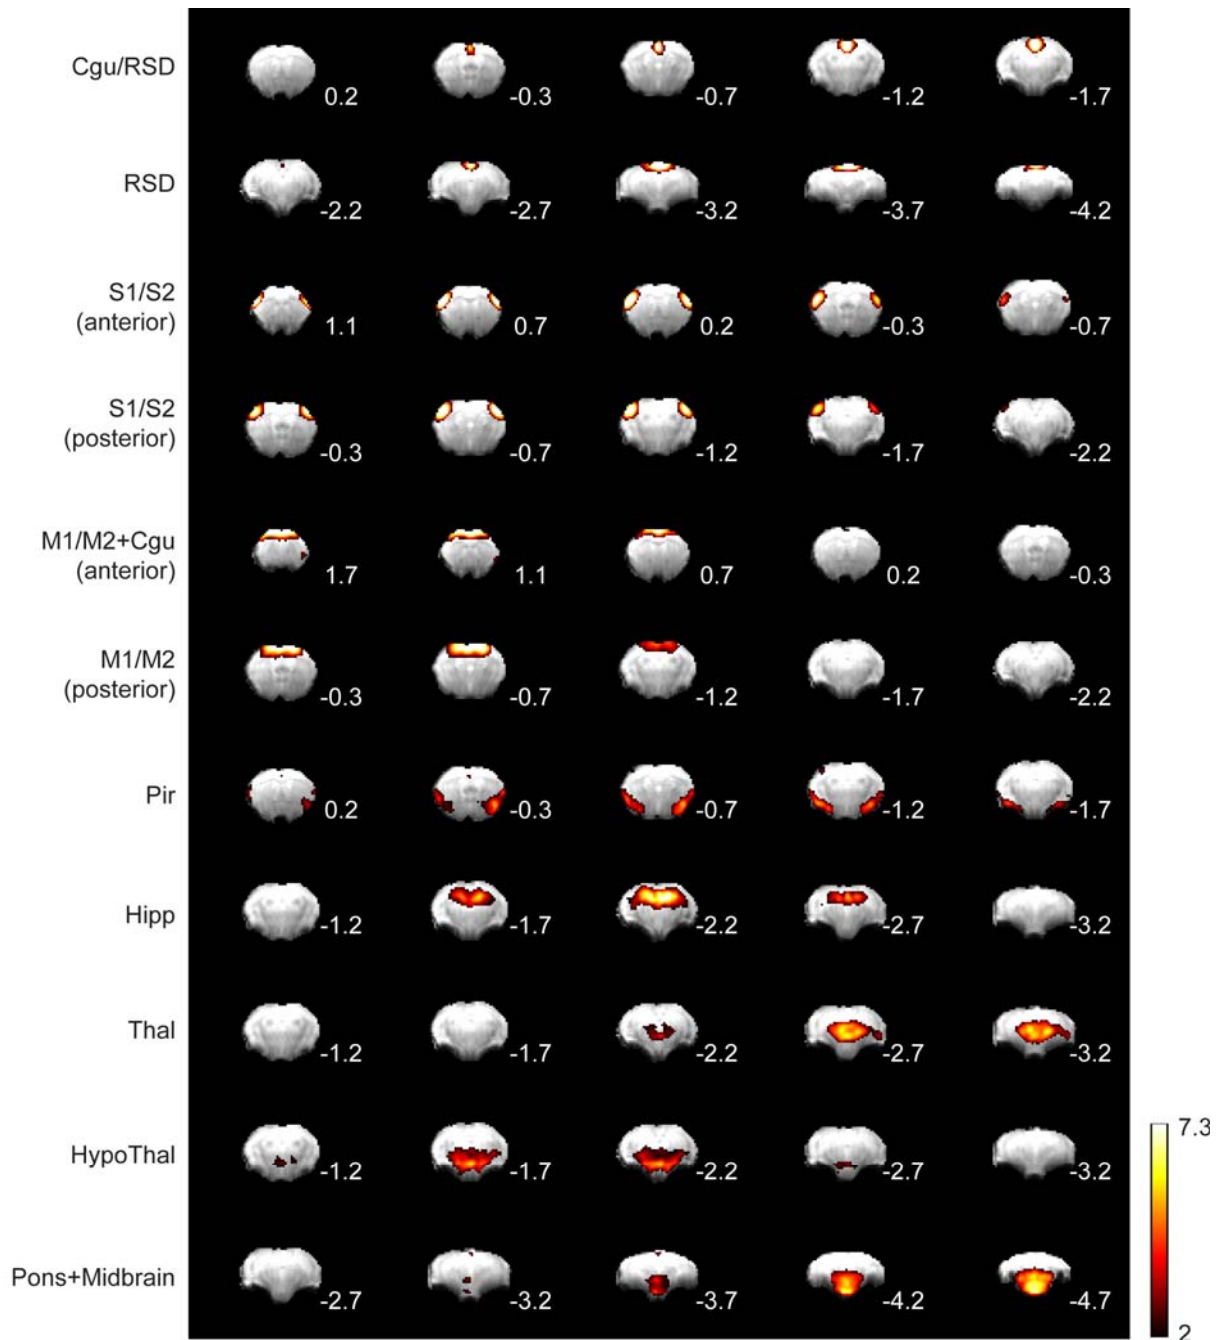 Cgu/RSD
0.2 -0.3 -0.7 -1.2 -1.7
RSD
-2.2 -2.7 -3.2 -3.7 -4.2
S1/S2
(anterior)
1.1 0.7 0.2 -0.3 -0.7
S1/S2
(posterior)
-0.3 -0.7 -1.2 -1.7 -2.2
M1/M2+Cgu
(anterior)
1.7 1.1 0.7 0.2 -0.3
M1/M2
(posterior)
-0.3 -0.7 -1.2 -1.7 -2.2
Pir
0.2 -0.3 -0.7 -1.2 -1.7
Hipp
-1.2 -1.7 -2.2 -2.7 -3.2
Thal
-1.2 -1.7 -2.2 -2.7 -3.2
HypoThal
-1.2 -1.7 -2.2 -2.7 -3.2
7.3
Pons+Midbrain
-2.7 -3.2 -3.7 -4.2 -4.7
2